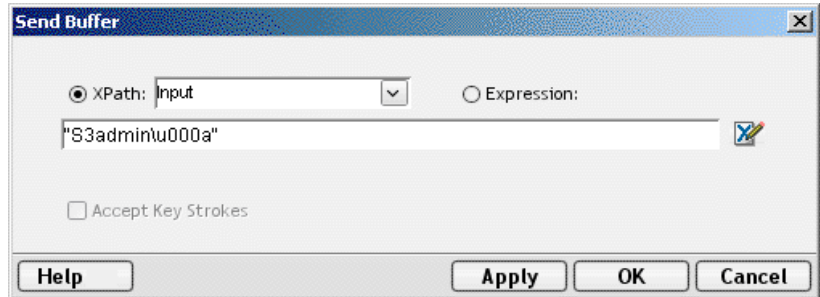 Send Buffer
XPath: Input Expression:
"S3admin\u000a"
Accept Key Strokes
Help Apply OK Cancel